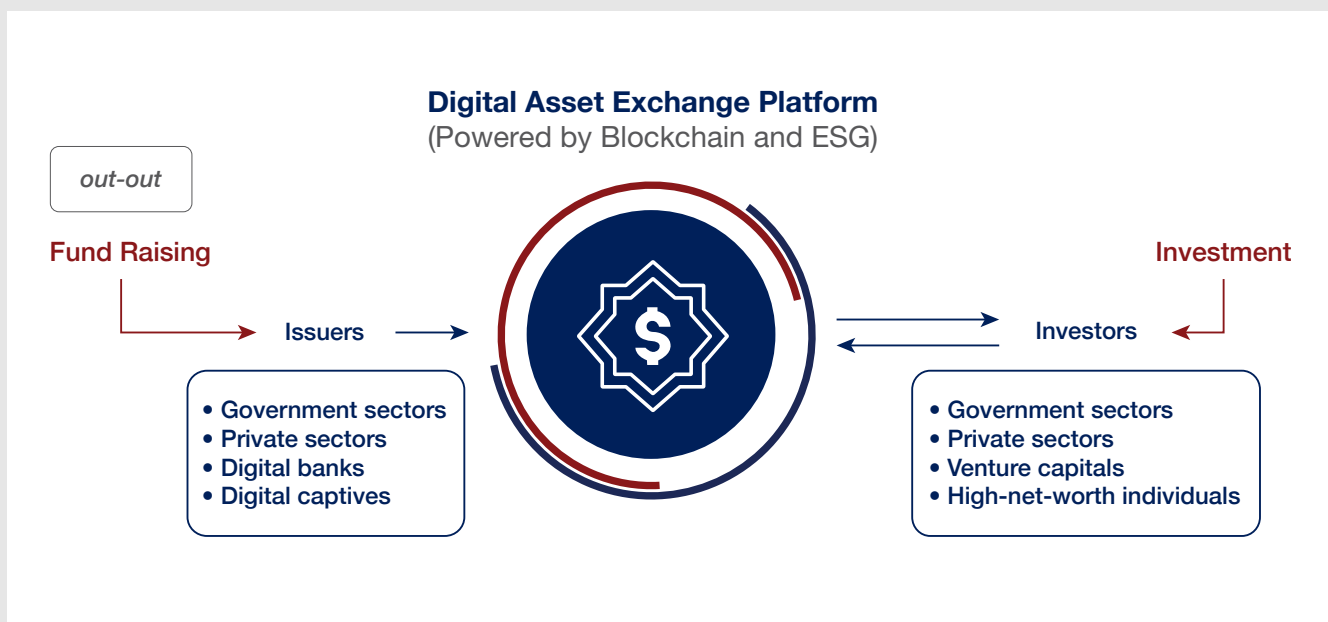 Digital Asset Exchange Platform
(Powered by Blockchain and ESG)
out-out
Fund Raising
Issuers
• Government sectors
• Private sectors
• Digital banks
• Digital captives
$
Investment
Investors
• Government sectors
• Private sectors
• Venture capitals
• High-net-worth individuals